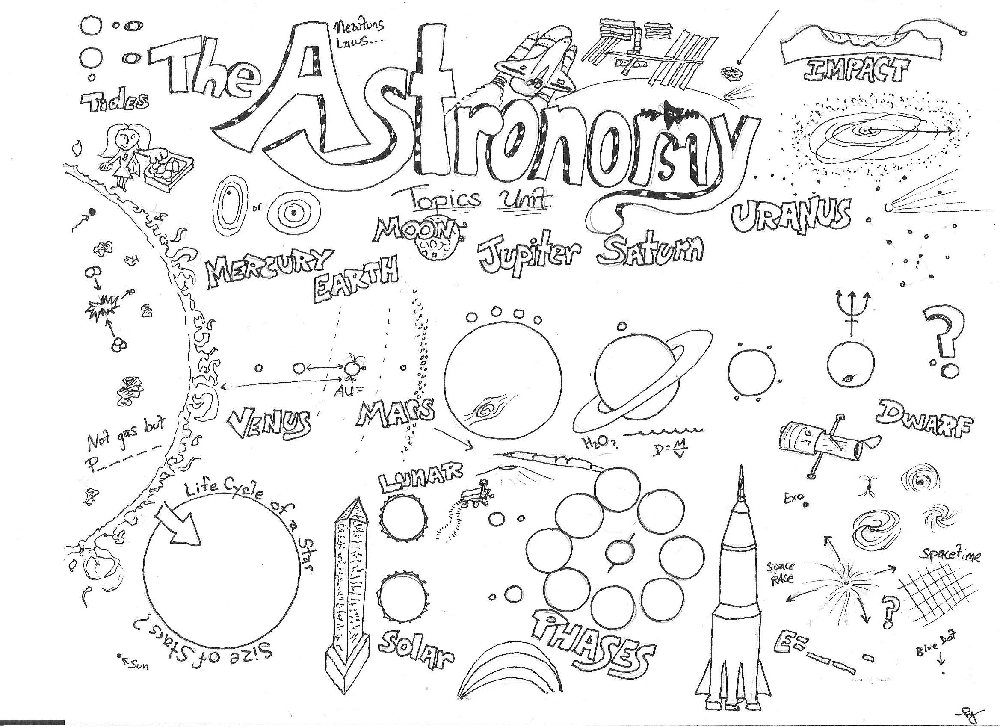 The Astronomy
Newtons
Laws....
Topics Unit
Tides
IMPACT
S
or
MOON
URANUS
Jupiter
Saturn
MERCURY
EARTH
AU=
VENUS
MARS
H2O?
D=M/V
DWARF
Not gas but
P_____
LUNAR
Life Cycle of a Star
Size of Stars?
Sun
SOLAR
PHASES
Exo
Space
RAce
Spacetime
?
?
E=__ _ -
Blue Dot